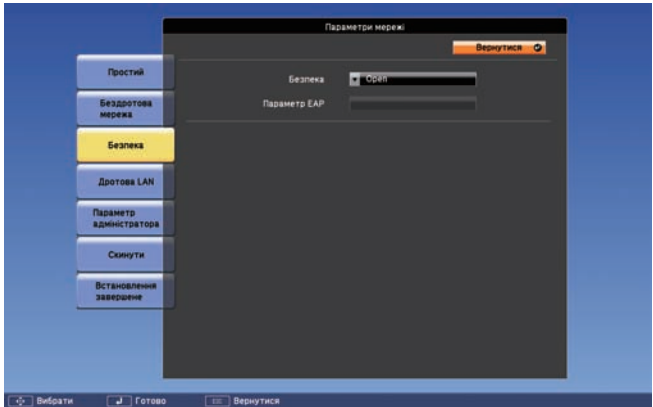 Параметри мережі
Вернутися
Простий
Бездротова
мережа
Безпека
Дротова LAN
Параметр
адміністратора
Скинути
Встановлення
завершене
Безпека
Open
Параметр EAP
Вибрати
Готово
Esc
Вернутися